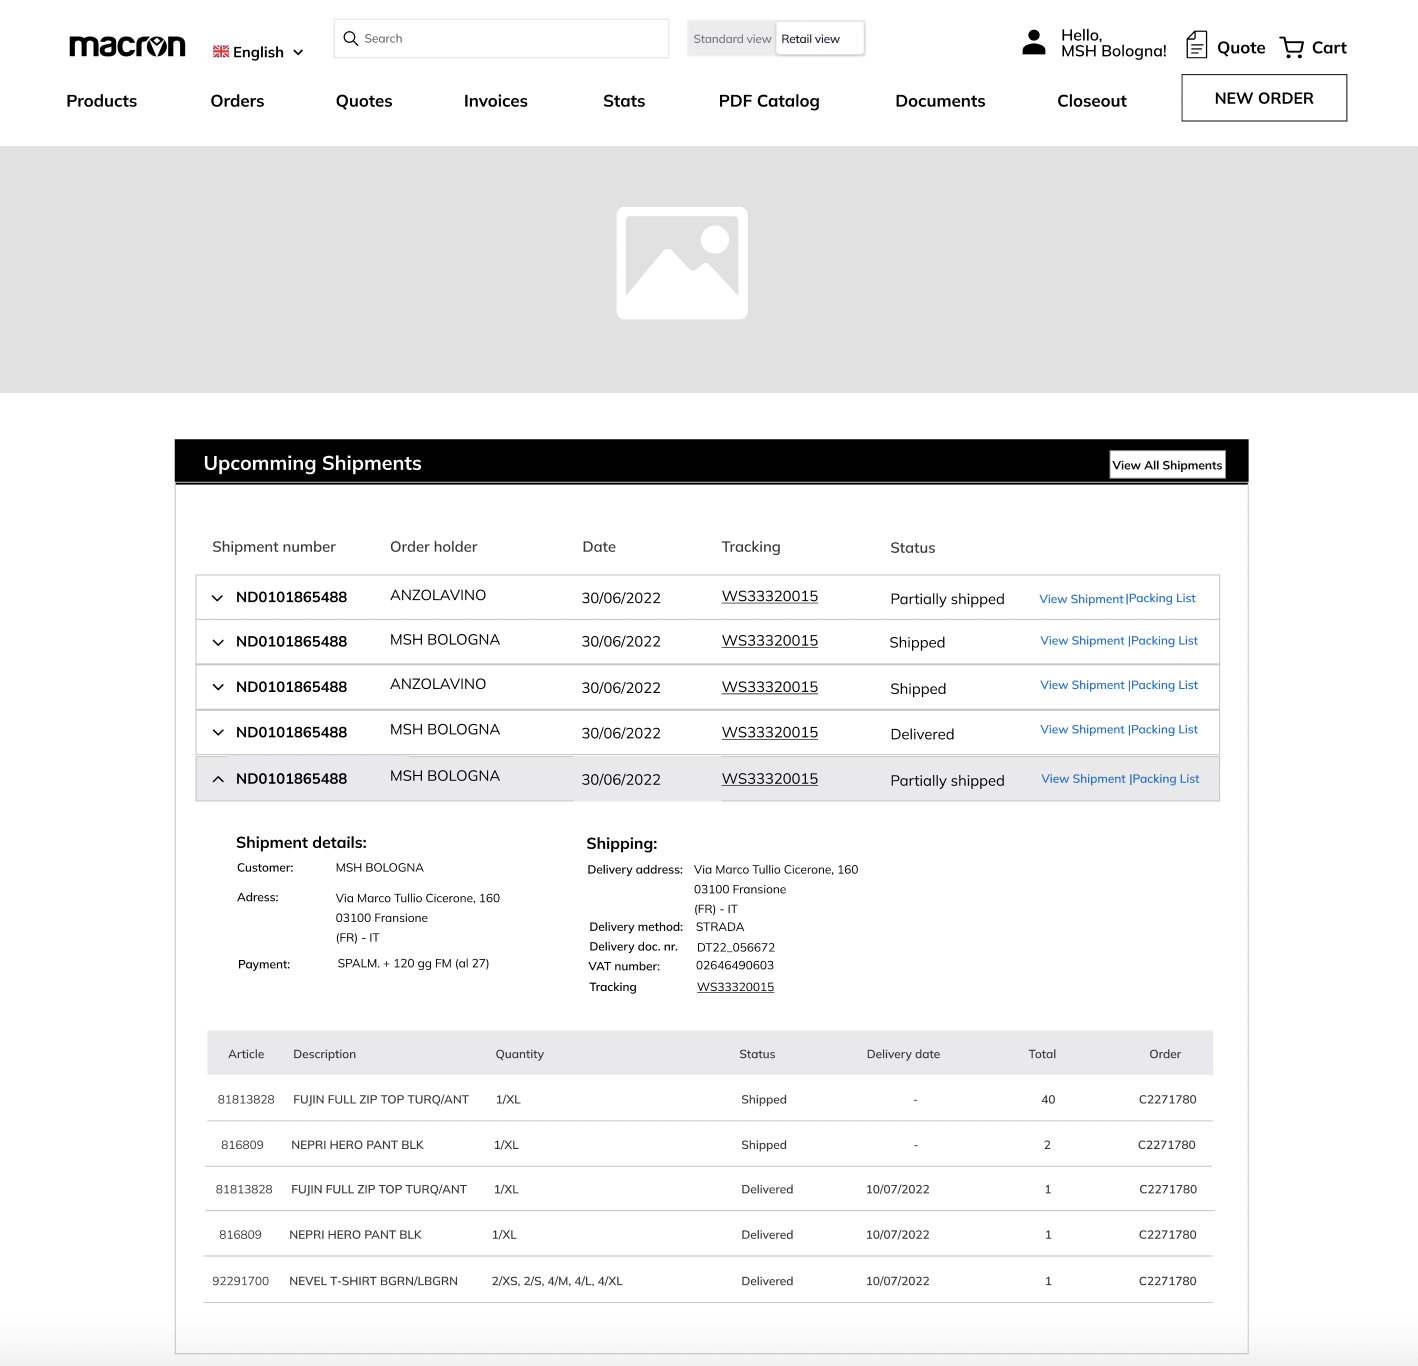 macron
English
Search
Standard view
Retail view
Hello,
MSH Bologna!
Quote
Cart
Products Orders Quotes Invoices Stats PDF Catalog Documents Closeout NEW ORDER
Upcomming Shipments View All Shipments
Shipment number Order holder Date Tracking Status
ND0101865488 ANZOLAVINO 30/06/2022 WS33320015 Partially shipped View Shipment|Packing List
ND0101865488 MSH BOLOGNA 30/06/2022 WS33320015 Shipped View Shipment |Packing List
ND0101865488 ANZOLAVINO 30/06/2022 WS33320015 Shipped View Shipment |Packing List
ND0101865488 MSH BOLOGNA 30/06/2022 WS33320015 Delivered View Shipment |Packing List
ND0101865488 MSH BOLOGNA 30/06/2022 WS33320015 Partially shipped View Shipment |Packing List
Shipment details:
Customer: MSH BOLOGNA
Adress: Via Marco Tullio Cicerone, 160
03100 Fransione
(FR) - IT
Payment: SPALM. + 120 gg FM (al 27)
Shipping:
Delivery address: Via Marco Tullio Cicerone, 160
03100 Fransione
(FR) - IT
Delivery method: STRADA
Delivery doc. nr. DT22_056672
VAT number: 02646490603
Tracking WS33320015
Article Description Quantity Status Delivery date Total Order
81813828 FUJIN FULL ZIP TOP TURQ/ANT 1/XL Shipped - 40 C2271780
816809 NEPRI HERO PANT BLK 1/XL Shipped - 2 C2271780
81813828 FUJIN FULL ZIP TOP TURQ/ANT 1/XL Delivered 10/07/2022 1 C2271780
816809 NEPRI HERO PANT BLK 1/XL Delivered 10/07/2022 1 C2271780
92291700 NEVEL T-SHIRT BGRN/LBGRN 2/XS, 2/S, 4/M, 4/L, 4/XL Delivered 10/07/2022 1 C2271780